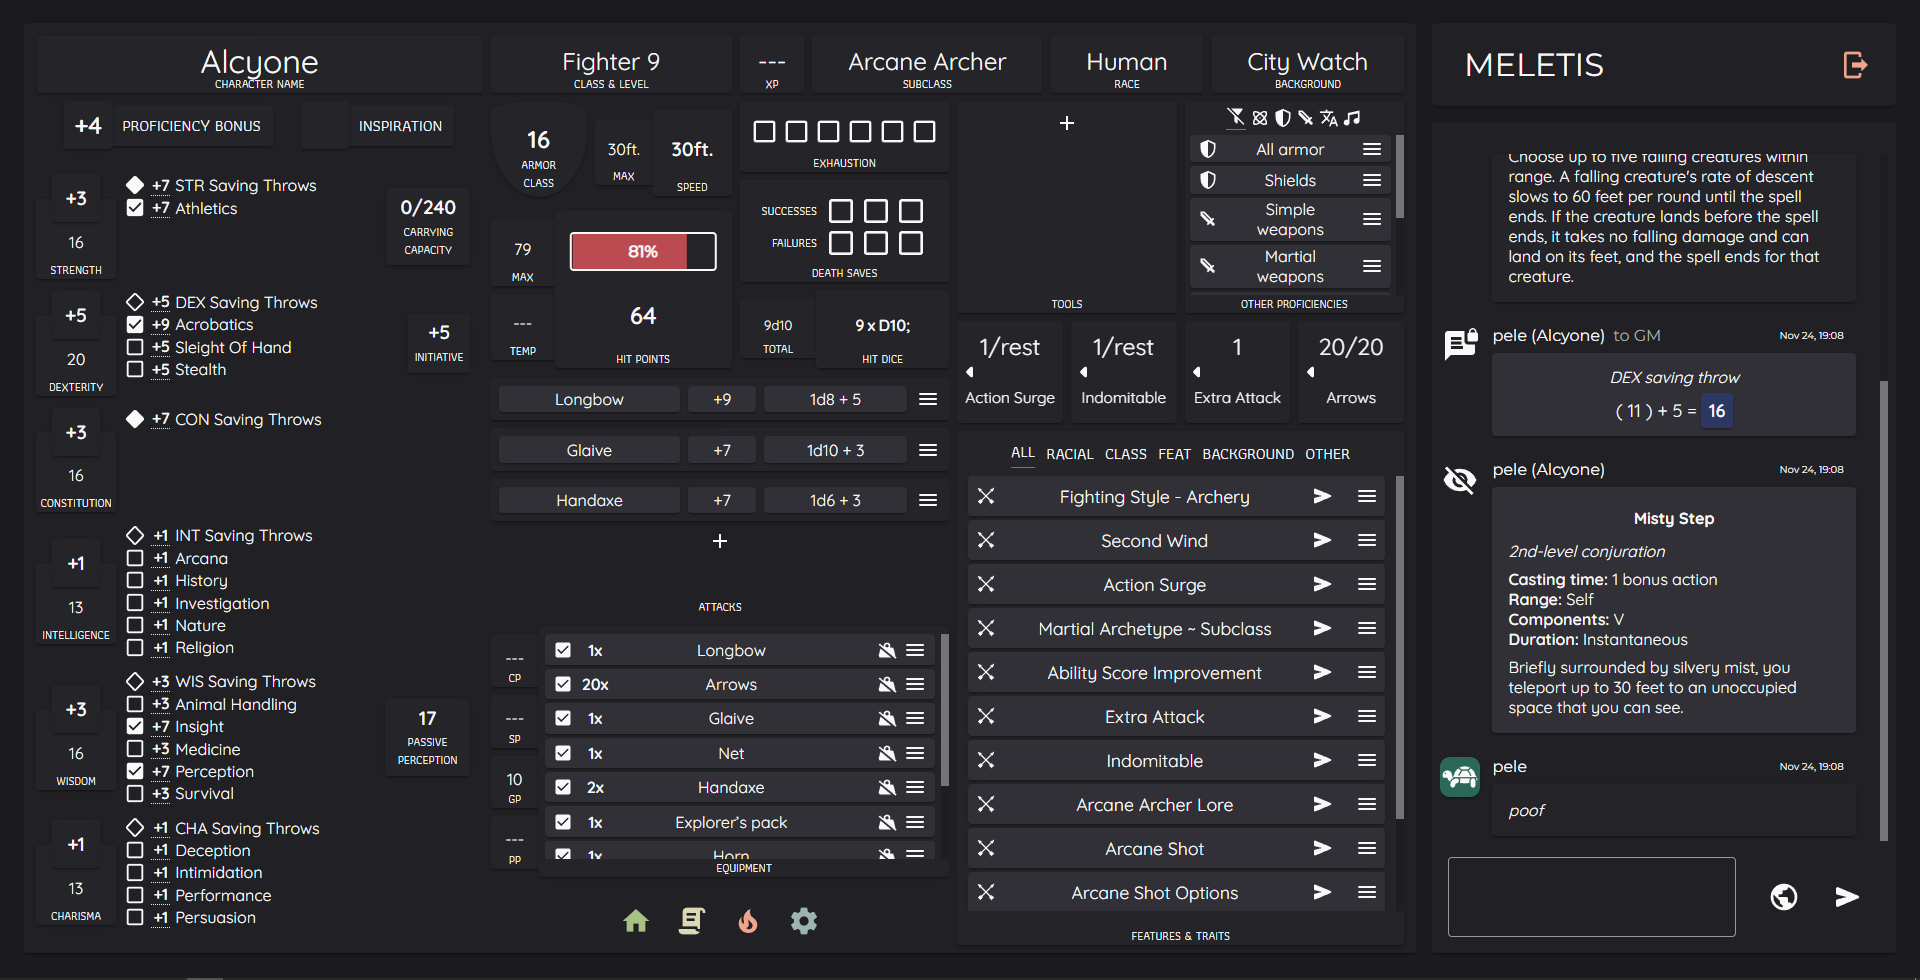 Alcyone
CHARACTER NAME
Fighter 9
CLASS & LEVEL
---
XP
Arcane Archer
SUBCLASS
Human
RACE
City Watch
BACKGROUND
+4 PROFICIENCY BONUS
INSPIRATION
+3
16
STRENGTH
+7 STR Saving Throws
+7 Athletics
0/240
CARRYING
CAPACITY
+5
20
DEXTERITY
+5 DEX Saving Throws
+9 Acrobatics
+5 Sleight Of Hand
+5 Stealth
+5
INITIATIVE
+3
16
CONSTITUTION
+7 CON Saving Throws
+1
13
INTELLIGENCE
+1 INT Saving Throws
+1 Arcana
+1 History
+1 Investigation
+1 Nature
+1 Religion
+3
16
WISDOM
+3 WIS Saving Throws
+3 Animal Handling
+7 Insight
+3 Medicine
+7 Perception
+3 Survival
17
PASSIVE
PERCEPTION
+1
13
CHARISMA
+1 CHA Saving Throws
+1 Deception
+1 Intimidation
+1 Performance
+1 Persuasion
16
ARMOR
CLASS
30ft.
MAX
30ft.
SPEED
79
MAX
---
TEMP
81%
64
HIT POINTS
EXHAUSTION
SUCCESSES
FAILURES
DEATH SAVES
9d10
TOTAL
9 x D10;
HIT DICE
Longbow +9 1d8 + 5
Glaive +7 1d10 + 3
Handaxe +7 1d6 + 3
ATTACKS
---
CP
---
SP
10
GP
---
PP
1x Longbow
20x Arrows
1x Glaive
1x Net
2x Handaxe
1x Explorer's pack
1x Horn
EQUIPMENT
TOOLS
All armor
Shields
Simple
weapons
Martial
weapons
OTHER PROFICIENCIES
1/rest
Action Surge
1/rest
Indomitable
1
Extra Attack
20/20
Arrows
ALL RACIAL CLASS FEAT BACKGROUND OTHER
Fighting Style - Archery
Second Wind
Action Surge
Martial Archetype ~ Subclass
Ability Score Improvement
Extra Attack
Indomitable
Arcane Archer Lore
Arcane Shot
Arcane Shot Options
FEATURES & TRAITS
MELETIS
Choose up to five falling creatures within
range. A falling creature's rate of descent
slows to 60 feet per round until the spell
ends. If the creature lands before the spell
ends, it takes no falling damage and can
land on its feet, and the spell ends for that
creature.
pele (Alcyone) to GM Nov 24, 19:08
DEX saving throw
( 11 ) + 5 = 16
pele (Alcyone) Nov 24, 19:08
Misty Step
2nd-level conjuration
Casting time: 1 bonus action
Range: Self
Components: V
Duration: Instantaneous
Briefly surrounded by silvery mist, you
teleport up to 30 feet to an unoccupied
space that you can see.
pele Nov 24, 19:08
poof